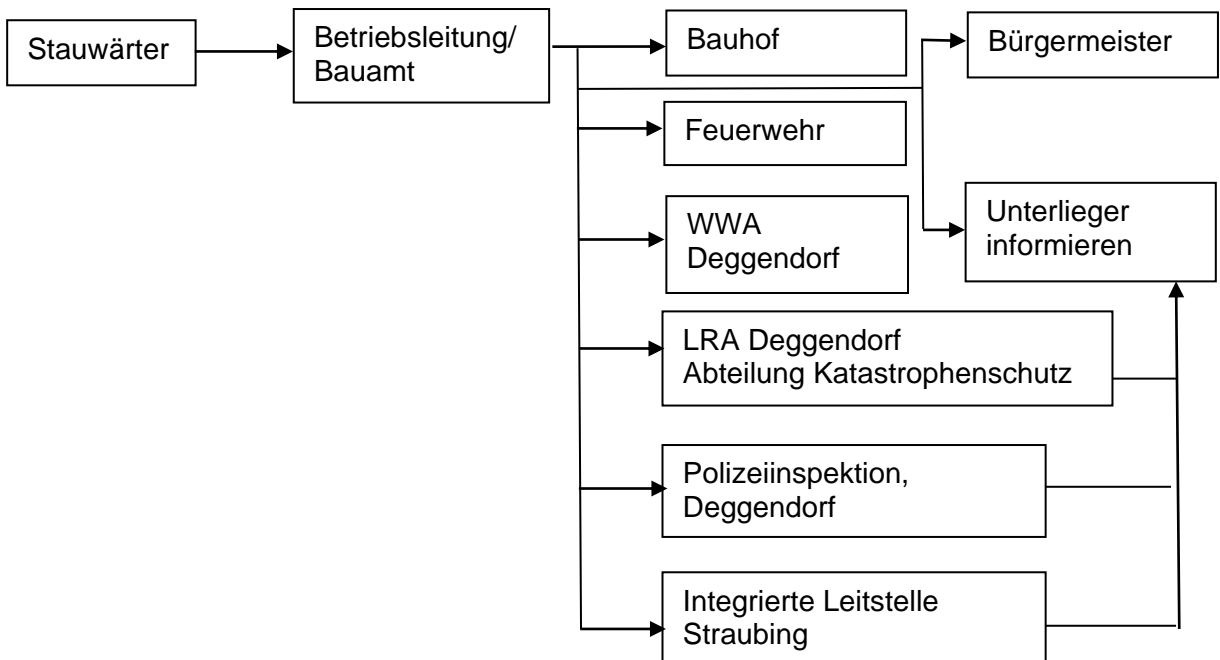 Stauwärter
Betriebsleitung/
Bauamt
Bauhof
Bürgermeister
Feuerwehr
WWA
Deggendorf
Unterlieger
informieren
LRA Deggendorf
Abteilung Katastrophenschutz
Polizeiinspektion,
Deggendorf
Integrierte Leitstelle
Straubing